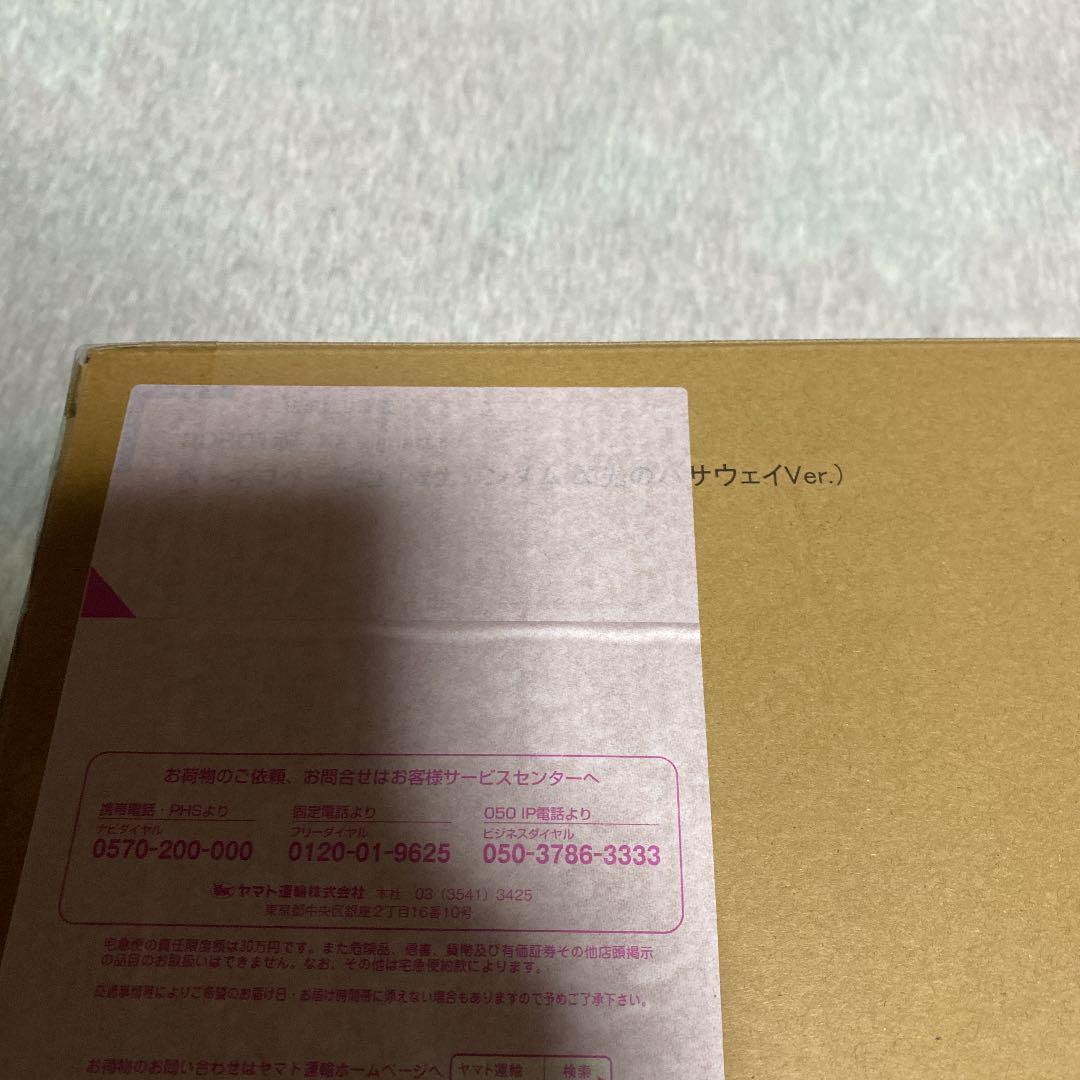 サウェイVer.)
お荷物のご依頼、お問合せはお客様サービスセンターへ
携帯電話・PHSより 固定電話より 050 IP電話より
ナビダイヤル フリーダイヤル ビジネスダイヤル
0570-200-000 0120-01-9625 050-3786-3333
ヤマト運輸株式会社 本社 03 (3541) 3425
東京都中央区銀座2丁目16番10号
宅急便の責任限度額は30万円です。また危険品、信書、貨幣及び有価証券その他店頭掲示
の品目のお取扱いはできません。なお、その他は宅急便約款によります。
交通事情等によりご希望のお届け日・お届け時間帯に添えない場合もありますので予めご了承下さい。
お荷物のお問い合わせはヤマト運輸ホームページへ ヤマト運輸 検索